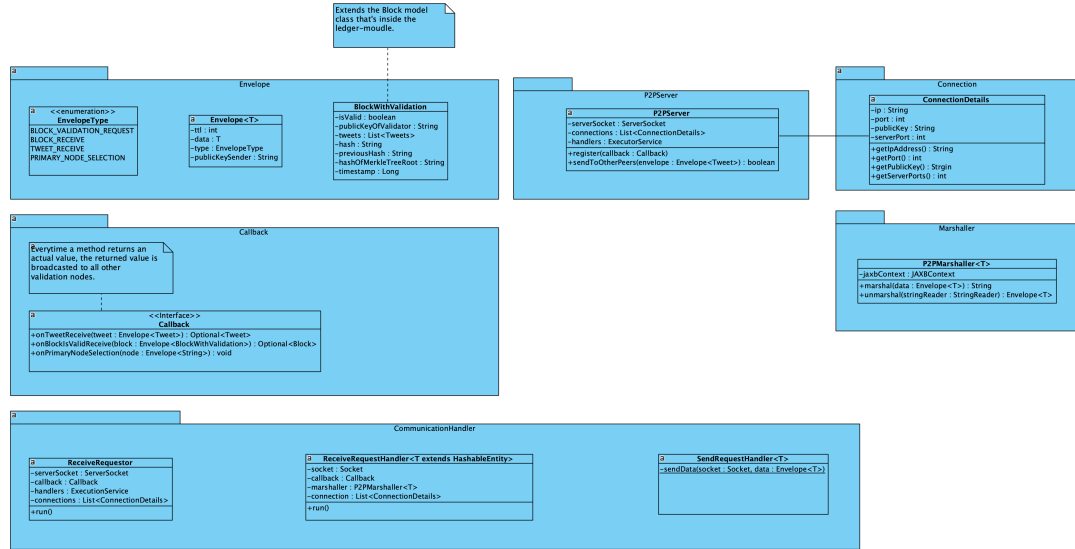 Extends the Block model
class that's inside the
ledger-moudle.
a
Envelope
a
<<enumeration>>
EnvelopeType
BLOCK_VALIDATION_REQUEST
BLOCK_RECEIVE
TWEET_RECEIVE
PRIMARY_NODE_SELECTION
a
Envelope<T>
-ttl : int
-data : T
-type : EnvelopeType
-publicKeySender : String
a
BlockWithValidation
-isValid : boolean
-publicKeyOfValidator : String
-tweets : List<Tweets>
-hash : String
-previousHash : String
-hashOfMerkleTreeRoot : String
-timestamp : Long
P2PServer
a
P2PServer
-serverSocket : ServerSocket
-connections : List<ConnectionDetails>
-handlers : ExecutorService
+register(callback : Callback)
+sendToOtherPeers(envelope : Envelope<Tweet>) : boolean
a
Connection
a
ConnectionDetails
-ip : String
-port : int
-publicKey : String
-serverPort : int
+getIpAddress() : String
+getPort() : int
+getPublicKey() : Strgin
+getServerPorts() : int
a
Callback
a
Everytime a method returns an
actual value, the returned value is
broadcasted to all other
validation nodes.
a
<<Interface>>
Callback
+onTweetReceive(tweet : Envelope<Tweet>) : Optional<Tweet>
+onBlockIsValidReceive(block : Envelope<BlockWithValidation>) : Optional<Block>
+onPrimaryNodeSelection(node : Envelope<String>) : void
a
Marshaller
a
P2PMarshaller<T>
-jaxbContext : JAXBContext
+marshal(data : Envelope<T>) : String
+unmarshal(stringReader : StringReader) : Envelope<T>
a
CommunicationHandler
a
ReceiveRequestor
-serverSocket : ServerSocket
-callback : Callback
-handlers : ExecutionService
-connections : List<ConnectionDetails>
+run()
a
ReceiveRequestHandler<T extends HashableEntity>
-socket : Socket
-callback : Callback
-marshaller : P2PMarshaller<T>
-connection : List<ConnectionDetails>
+run()
a
SendRequestHandler<T>
-sendData(socket : Socket, data : Envelope<T>)